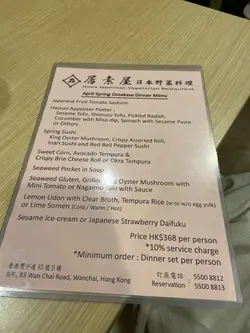 居素屋 日本野菜料理
Isoya Japanese Vegetarian Restaurant
April Spring Omakase Dinner Menu
Japanese Fruit Tomato Sashimi
Hassun Appetiser Platter :
Sesame Tofu, Shimuzu Tofu, Pickled Radish,
Cucumber with Miso dip, Spinach with Sesame Paste
or Others.
Spring Sushi :
King Oyster Mushroom, Crispy Assorted Roll,
Inari Sushi and Red Bell Pepper Sushi
Sweet Corn, Avocado Tempura &
Crispy Brie Cheese Roll or Okra Tempura
Seaweed Pocket in Soup
Seaweed Gluten, Grilled King Oyster Mushroom with
Mini Tomato or Nagaimo Yaki with Sauce
Lemon Udon with Clear Broth, Tempura Rice (w or w/o egg yolk)
or Lime Somen (Cold / Warm / Hot)
Sesame Ice-cream or Japanese Strawberry Daifuku
Price HK$368 per person
*10% service charge
*Minimum order : Dinner set per person
香港灣仔道83號9樓
9/F, 83 Wan Chai Road, Wanchai, Hong Kong
訂座電話 : 5500 8812
Reservation 5500 8813